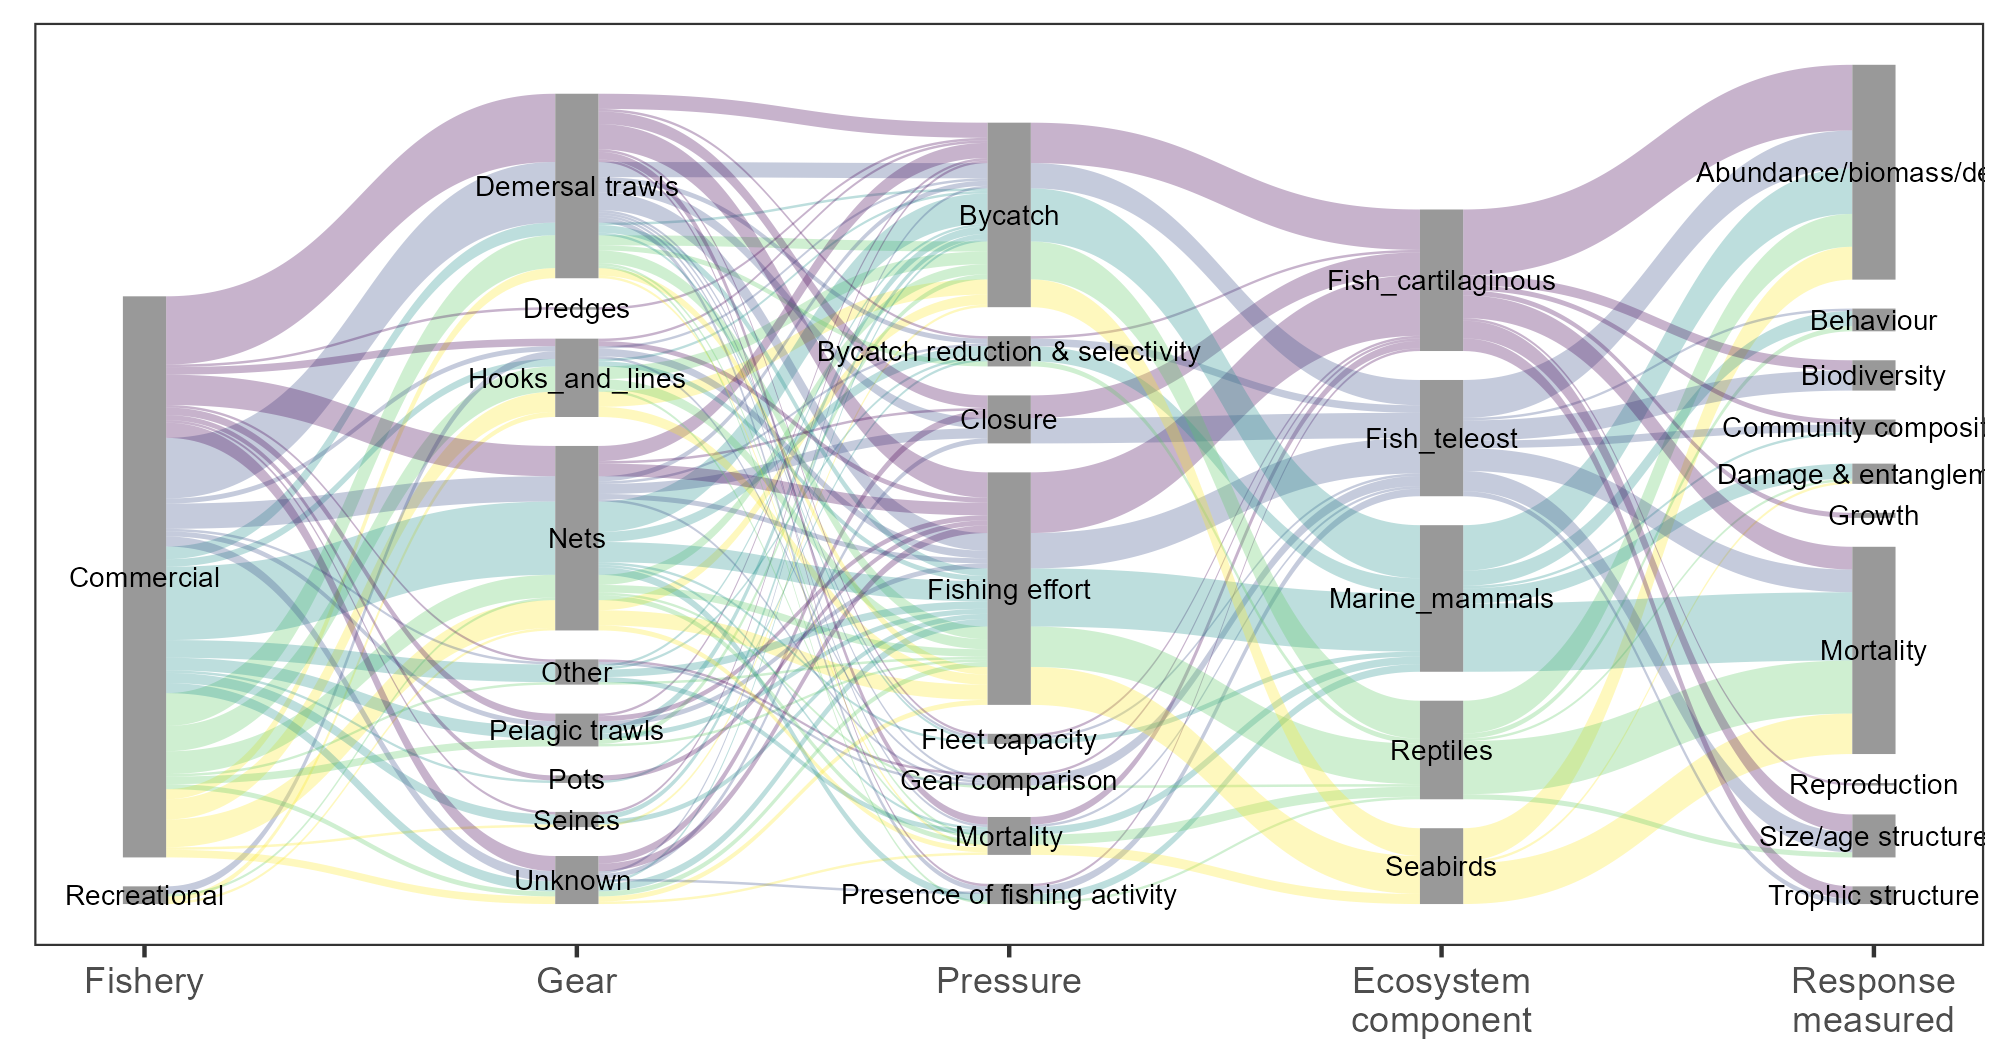 Commercial
Recreational
Demersal trawls
Dredges
Hooks_and_lines
Nets
Other
Pelagic trawls
Pots
Seines
Unknown
Bycatch
Bycatch reduction & selectivity
Closure
Fishing effort
Fleet capacity
Gear comparison
Mortality
Presence of fishing activity
Fish_cartilaginous
Fish_teleost
Marine_mammals
Reptiles
Seabirds
Abundance/biomass/de
Behaviour
Biodiversity
Community composit
Damage & entanglem
Growth
Mortality
Reproduction
Size/age structure
Trophic structure
Fishery
Gear
Pressure
Ecosystem
component
Response
measured